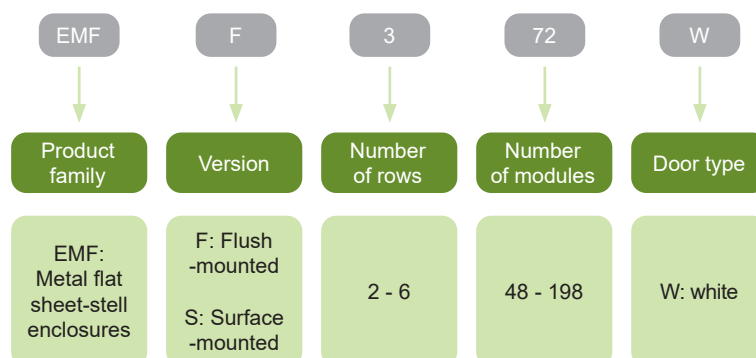 EMF F 3 72 W
Product family
Version
Number of rows
Number of modules
Door type
EMF:
Metal flat
sheet-stell
enclosures
F: Flush
-mounted
S: Surface
-mounted
2 - 6
48 - 198
W: white